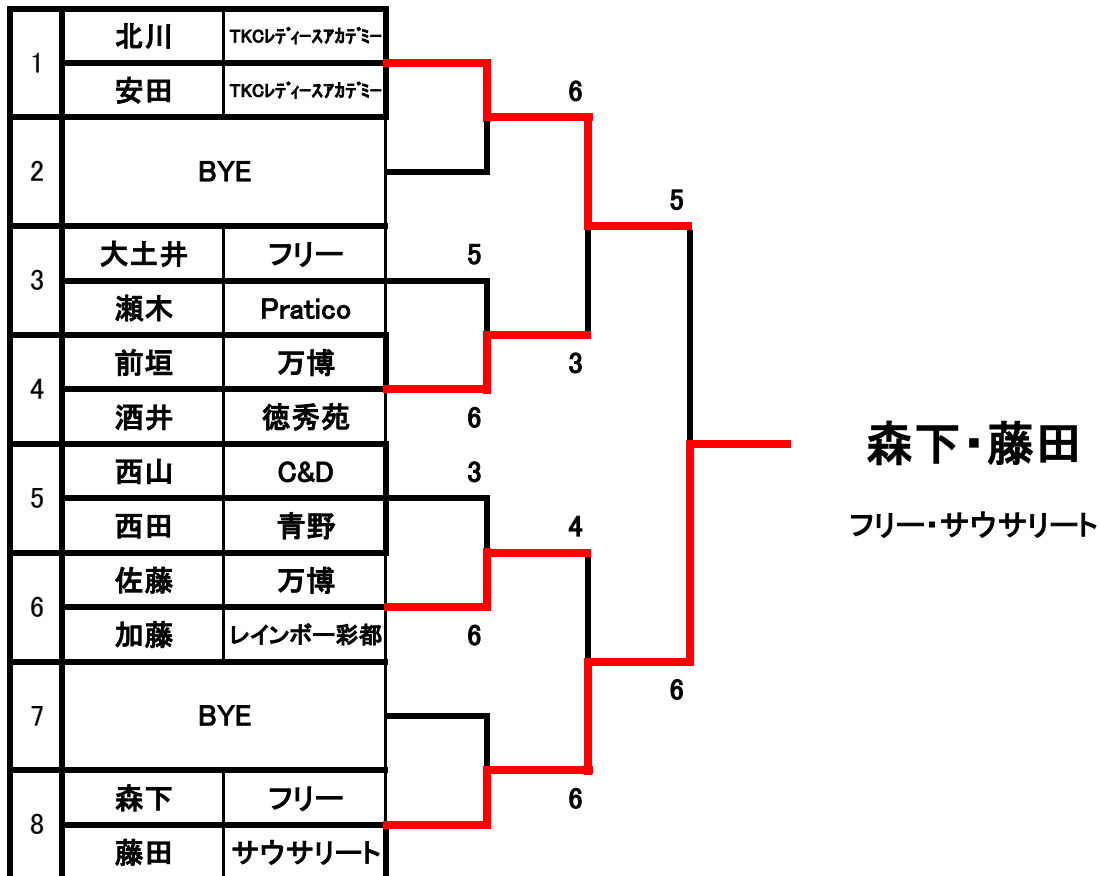 1
北川 TKCレディースアカデミー
安田 TKCレディースアカデミー
2
BYE
3
大土井 フリー
瀬木 Pratico
4
前垣 万博
酒井 徳秀苑
5
西山 C&D
西田 青野
6
佐藤 万博
加藤 レインボー彩都
7
BYE
8
森下 フリー
藤田 サウサリート
5
6
3
6
6
3
4
6
5
6
森下・藤田
フリー・サウサリート